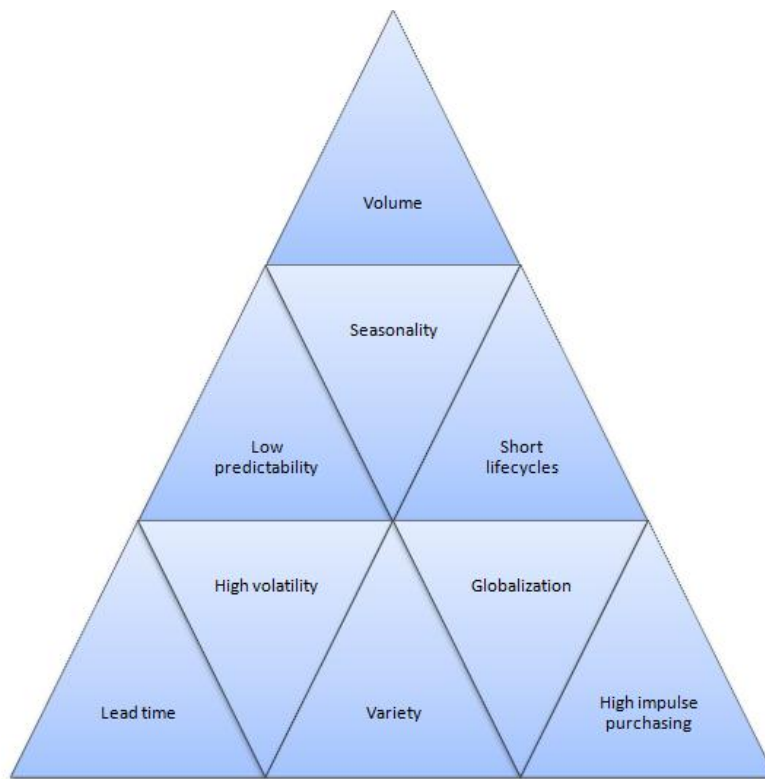 Volume
Seasonality
Low
predictability
Short
lifecycles
High volatility
Globalization
Lead time
Variety
High impulse
purchasing